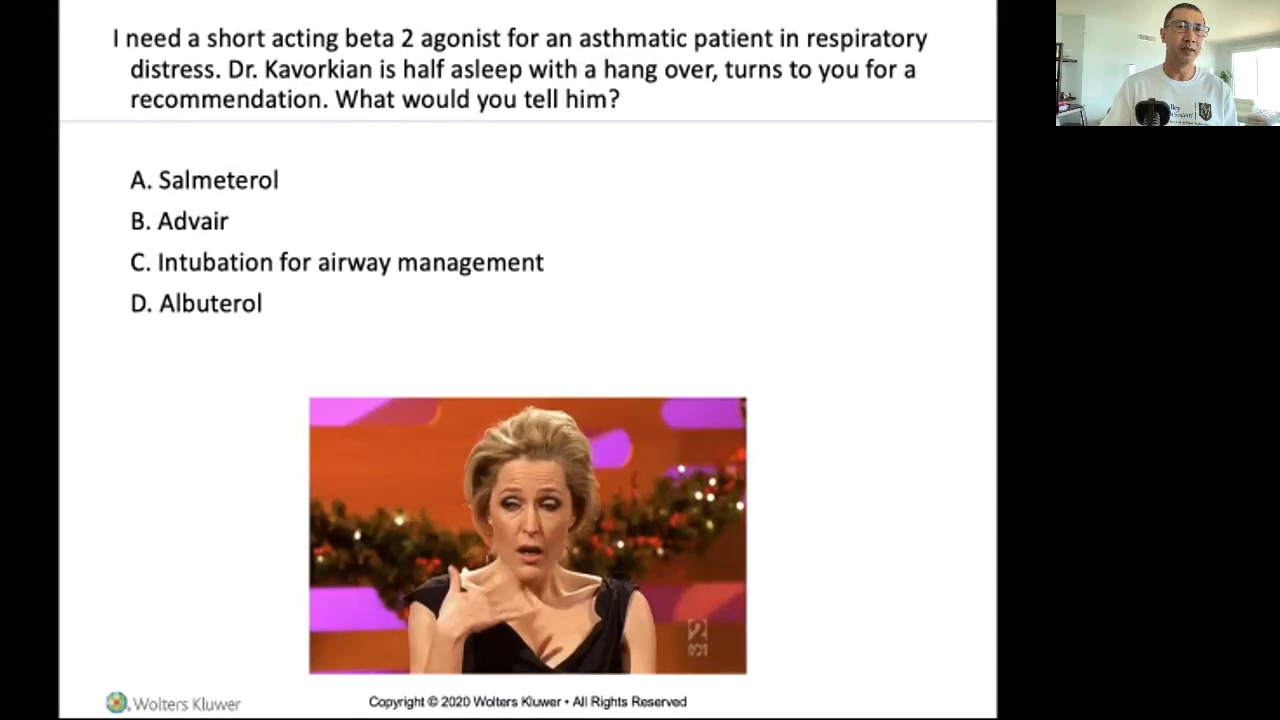 I need a short acting beta 2 agonist for an asthmatic patient in respiratory
distress. Dr. Kavorkian is half asleep with a hang over, turns to you for a
recommendation. What would you tell him?
A. Salmeterol
B. Advair
C. Intubation for airway management
D. Albuterol
2
Wolters Kluwer
Copyright © 2020 Wolters Kluwer • All Rights Reserved